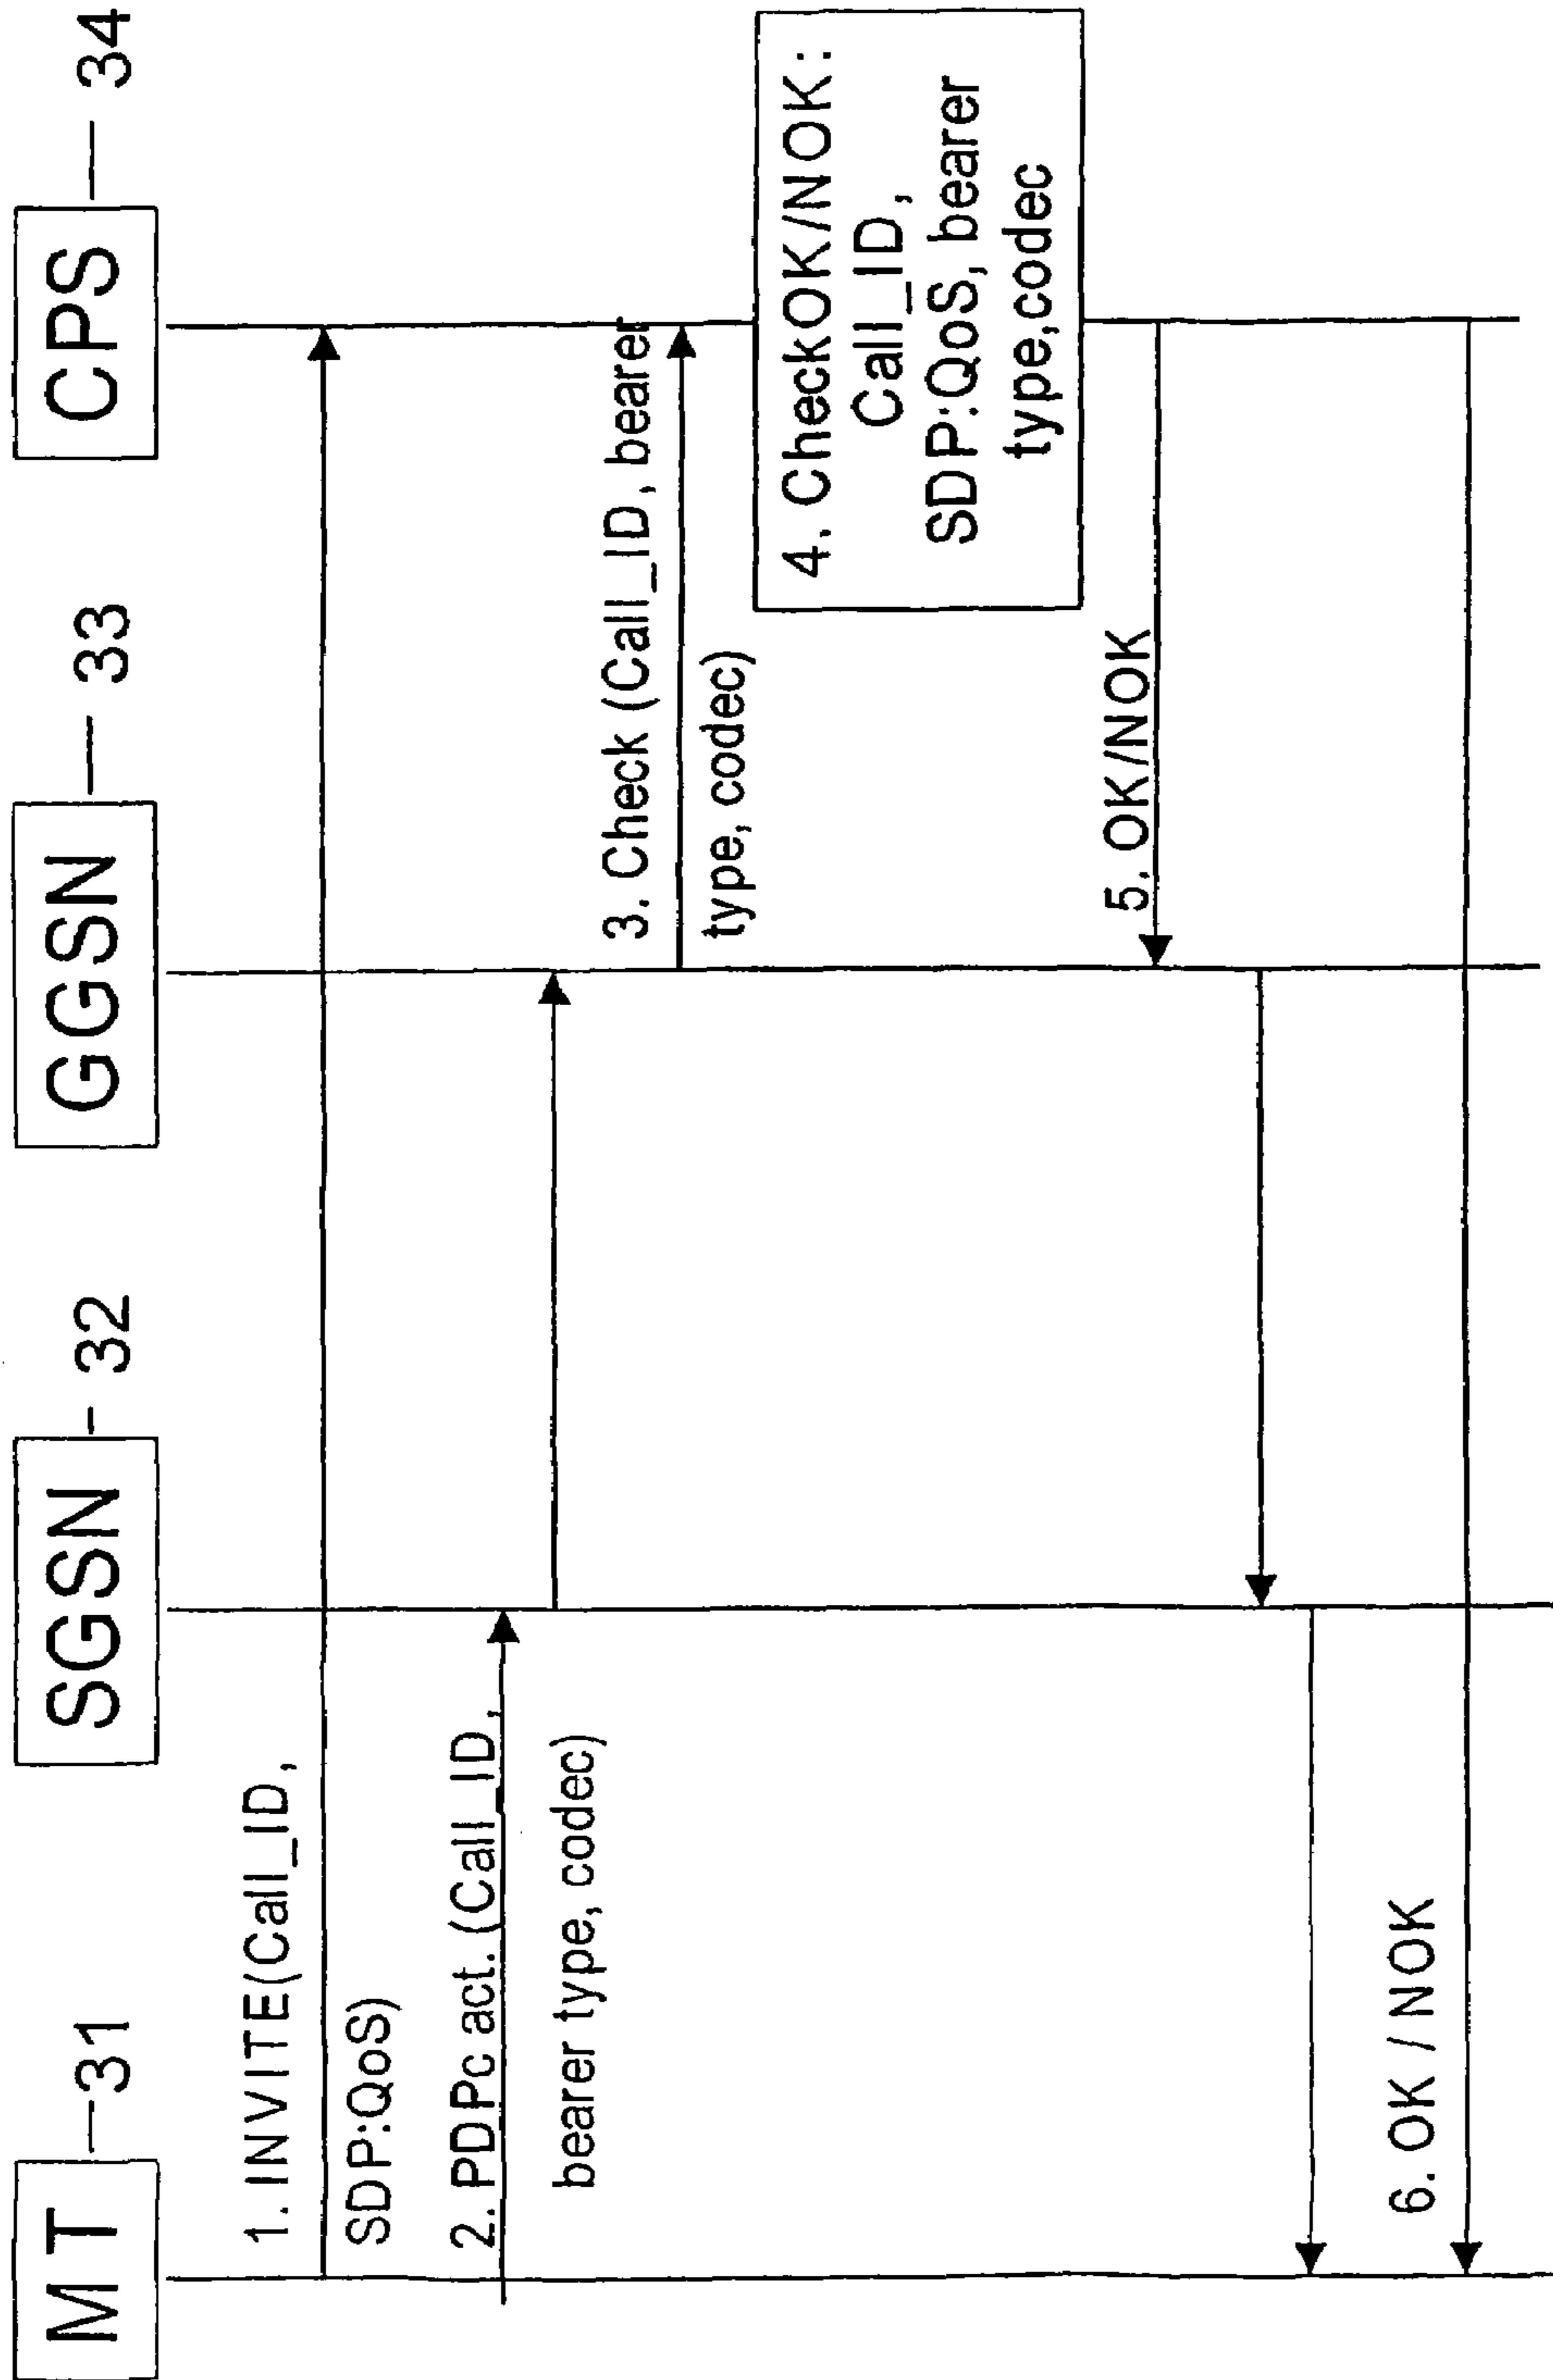 MT
31
SGSN
32
GGSN
33
CPS
34
1. INVITE(Call_ID,
SDP:QoS)
2. PDPc act. (Call_ID,
bearer type, codec)
3. Check (Call_ID, bearer
type, codec)
4. CheckOK/NOK:
Call_ID,
SDP:QoS, bearer
type,codec
5. OK/NOK
6. OK / NOK